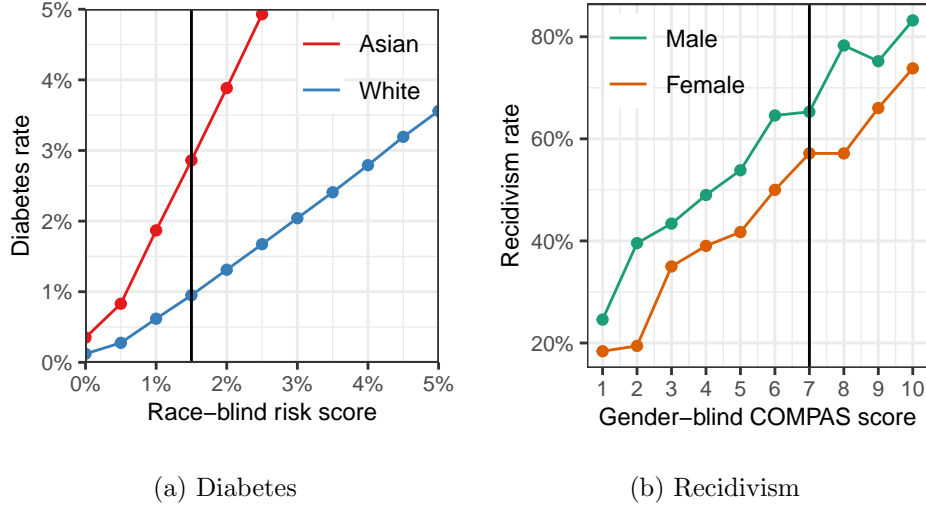 5%
4%
3%
2%
1%
0%
Diabetes rate
Asian
White
0% 1% 2% 3% 4% 5%
Race−blind risk score
(a) Diabetes
80%
60%
40%
20%
Recidivism rate
Male
Female
1 2 3 4 5 6 7 8 9 10
Gender−blind COMPAS score
(b) Recidivism